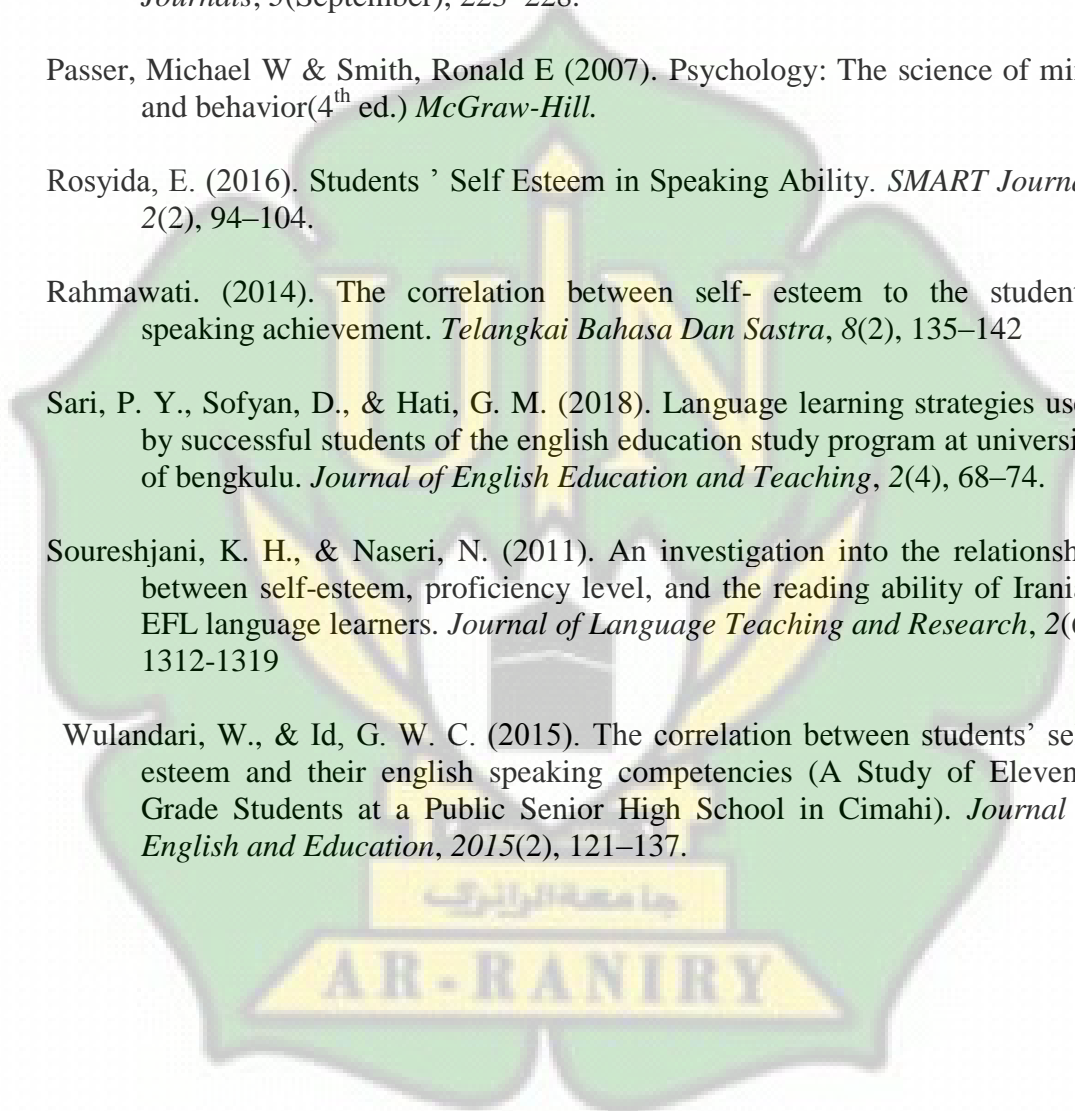 Journals, 5(September), 223–228.
Passer, Michael W & Smith, Ronald E (2007). Psychology: The science of mi
and behavior(4th ed.) McGraw-Hill.
Rosyida, E. (2016). Students ’ Self Esteem in Speaking Ability. SMART Journa
2(2), 94–104.
Rahmawati. (2014). The correlation between self- esteem to the student
speaking achievement. Telangkai Bahasa Dan Sastra, 8(2), 135–142
Sari, P. Y., Sofyan, D., & Hati, G. M. (2018). Language learning strategies use
by successful students of the english education study program at universi
of bengkulu. Journal of English Education and Teaching, 2(4), 68–74.
Soureshjani, K. H., & Naseri, N. (2011). An investigation into the relationsh
between self-esteem, proficiency level, and the reading ability of Irania
EFL language learners. Journal of Language Teaching and Research, 2(6
1312-1319
Wulandari, W., & Id, G. W. C. (2015). The correlation between students’ se
esteem and their english speaking competencies (A Study of Eleven
Grade Students at a Public Senior High School in Cimahi). Journal
English and Education, 2015(2), 121–137.
UIN
جامعة الرانري
AR-RANIRY